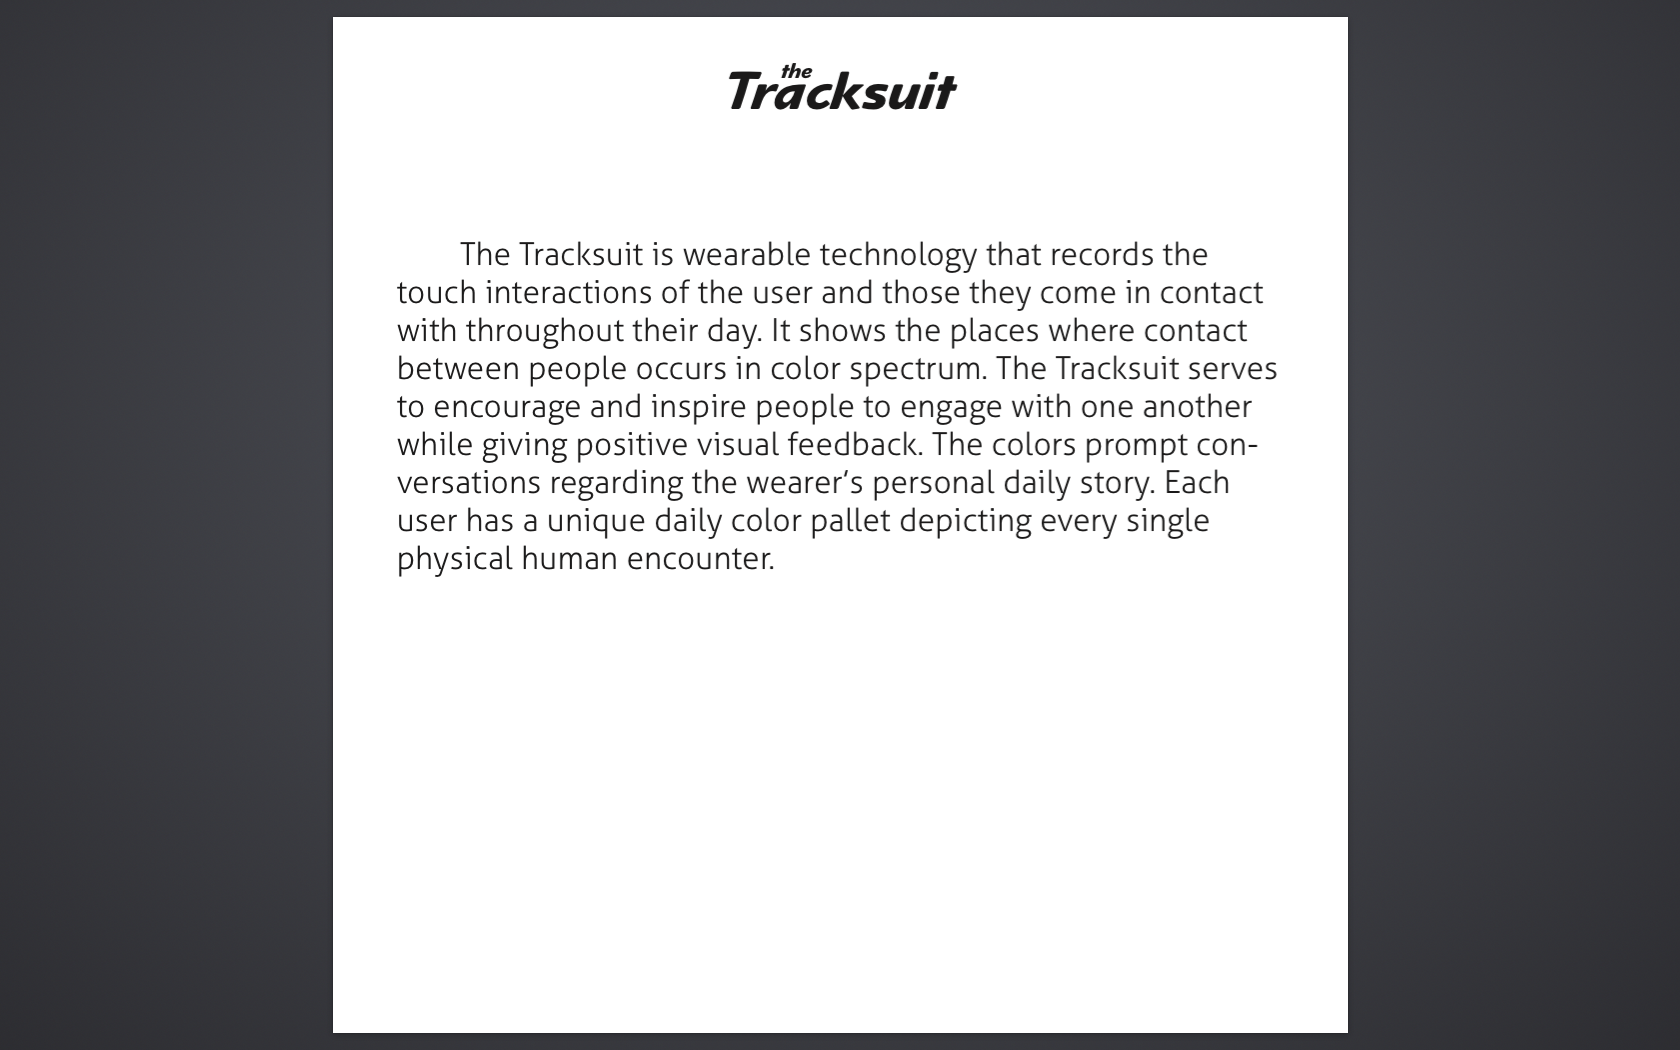 the
Tracksuit
The Tracksuit is wearable technology that records the
touch interactions of the user and those they come in contact
with throughout their day. It shows the places where contact
between people occurs in color spectrum. The Tracksuit serves
to encourage and inspire people to engage with one another
while giving positive visual feedback. The colors prompt con-
versations regarding the wearer’s personal daily story. Each
user has a unique daily color pallet depicting every single
physical human encounter.